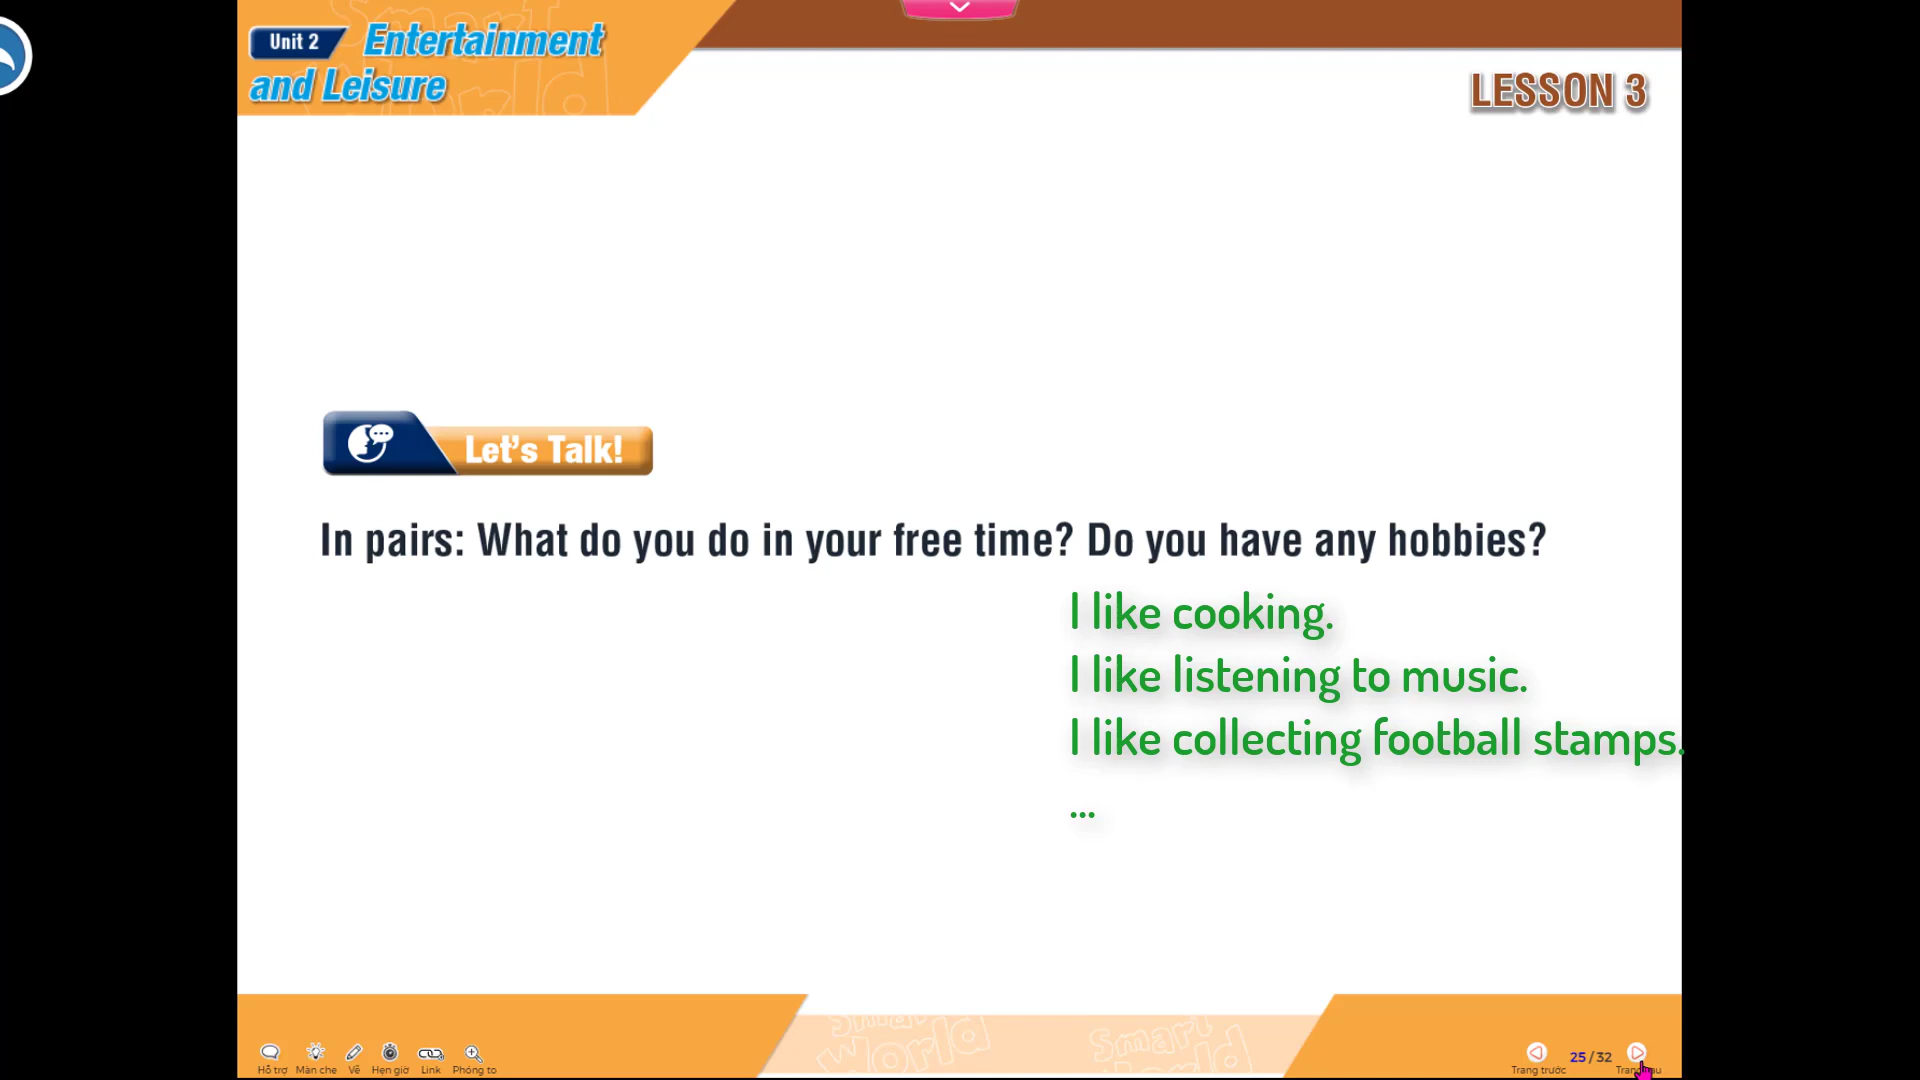 Unit 2 Entertainment
and Leisure
LESSON 3
Let's Talk!
In pairs: What do you do in your free time? Do you have any hobbies?
I like cooking.
I like listening to music.
I like collecting football stamps.
...
Hỗ trợ Màn che Vẽ Hẹn giờ Link Phóng to
Trang trước 25/32